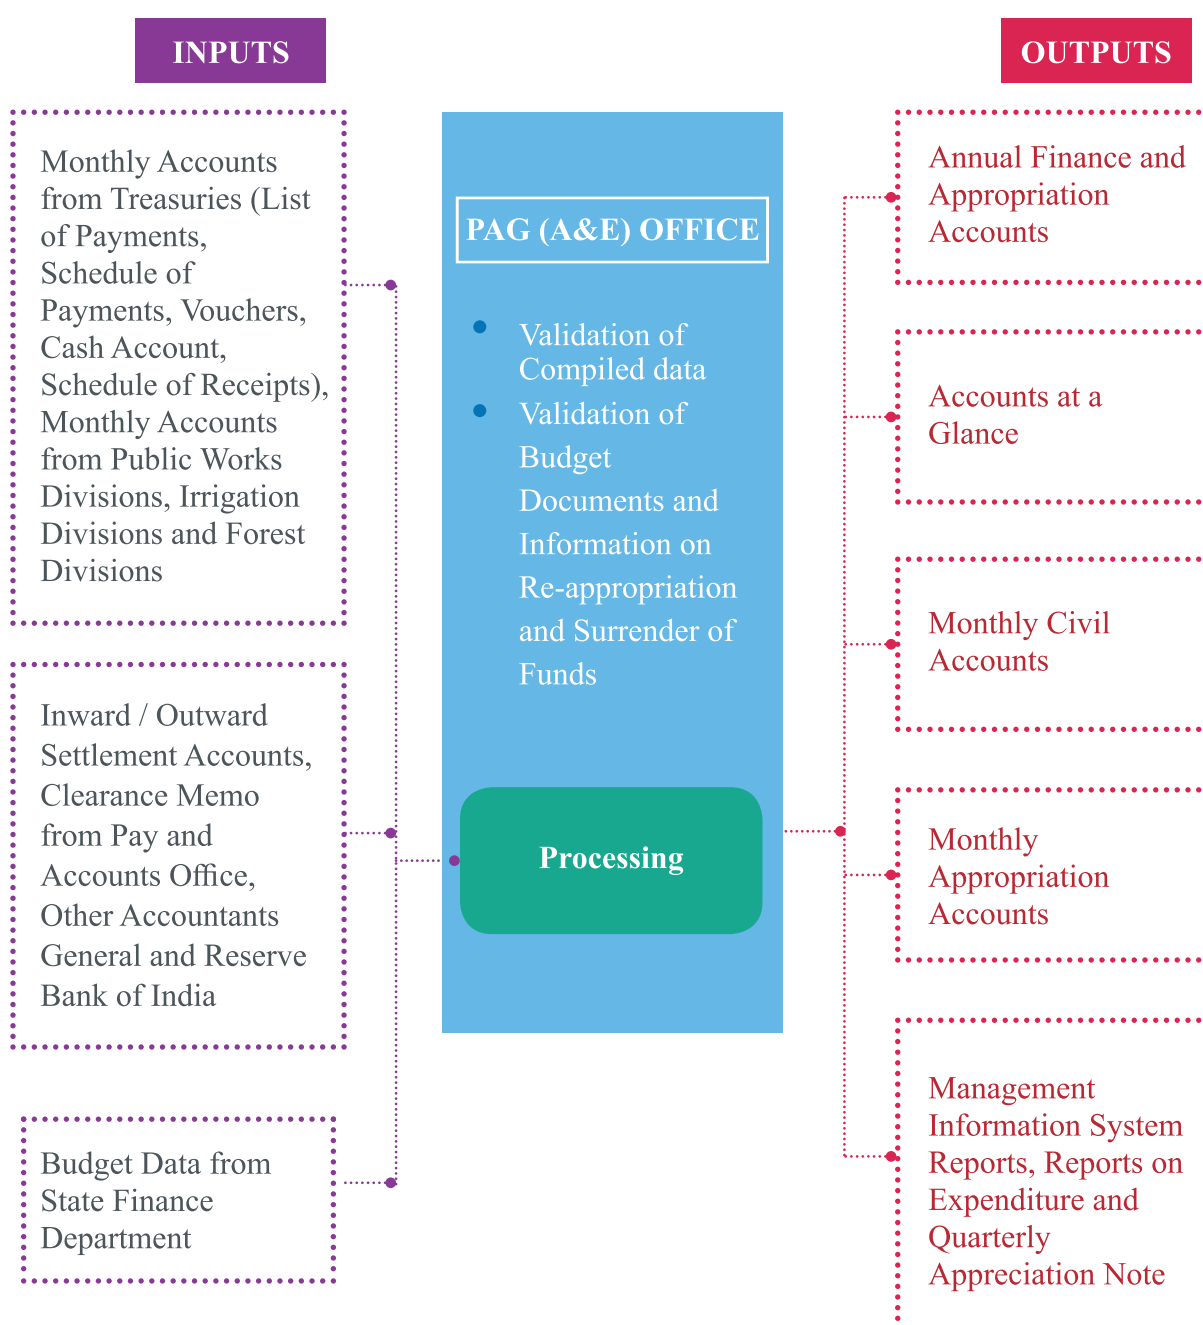 INPUTS
Monthly Accounts
from Treasuries (List
of Payments,
Schedule of
Payments, Vouchers,
Cash Account,
Schedule of Receipts),
Monthly Accounts
from Public Works
Divisions, Irrigation
Divisions and Forest
Divisions
Inward / Outward
Settlement Accounts,
Clearance Memo
from Pay and
Accounts Office,
Other Accountants
General and Reserve
Bank of India
Budget Data from
State Finance
Department
PAG (A&E) OFFICE
• Validation of
Compiled data
• Validation of
Budget
Documents and
Information on
Re-appropriation
and Surrender of
Funds
Processing
OUTPUTS
Annual Finance and
Appropriation
Accounts
Accounts at a
Glance
Monthly Civil
Accounts
Monthly
Appropriation
Accounts
Management
Information System
Reports, Reports on
Expenditure and
Quarterly
Appreciation Note